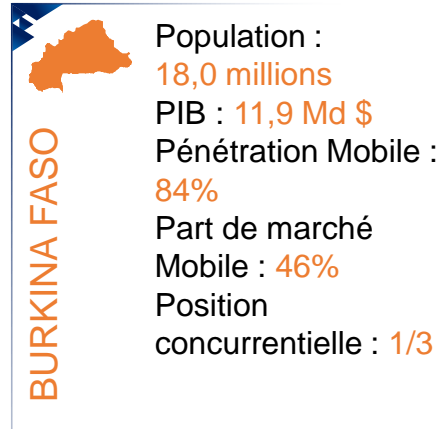 Population :
18,0 millions
PIB : 11,9 Md $
Pénétration Mobile :
84%
Part de marché
Mobile : 46%
Position
concurrentielle : 1/3
BURKINA FASO